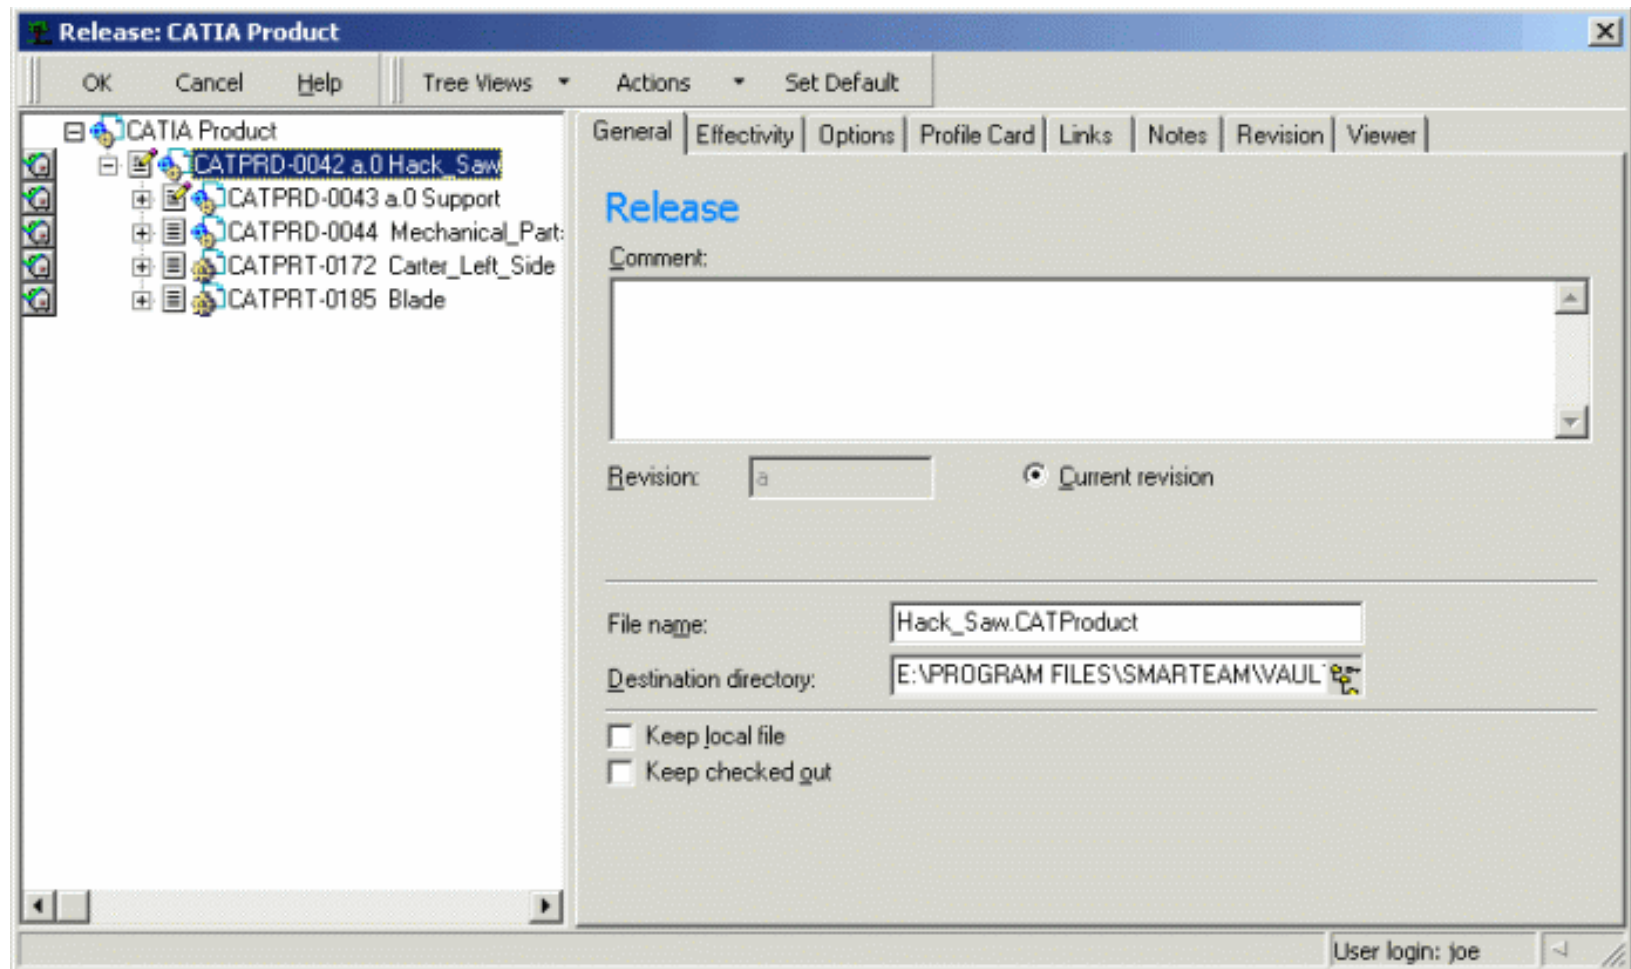 Release: CATIA Product
OK Cancel Help Tree Views Actions Set Default
CATIA Product
CATPRD-0042 a.0 Hack_Saw
CATPRD-0043 a.0 Support
CATPRD-0044 Mechanical_Part
CATPRT-0172 Carter_Left_Side
CATPRT-0185 Blade
General Effectivity Options Profile Card Links Notes Revision Viewer
Release
Comment:
Revision: a Current revision
File name: Hack_Saw.CATProduct
Destination directory: E:\PROGRAM FILES\SMARTEAM\VAUL
Keep local file
Keep checked out
User login: joe